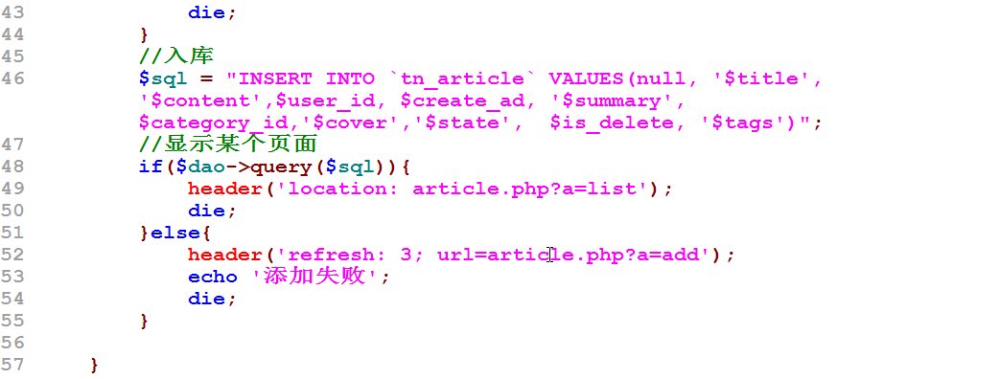 43 die;
44 }
45 //入库
46 $sql = "INSERT INTO `tn_article` VALUES(null, '$title',
'$content',$user_id, $create_ad, '$summary',
$category_id,'$cover','$state',  $is_delete, '$tags')";
47 //显示某个页面
48 if($dao->query($sql)){
49 header('location: article.php?a=list');
50 die;
51 }else{
52 header('refresh: 3; url=article.php?a=add');
53 echo '添加失败';
54 die;
55 }
56
57 }